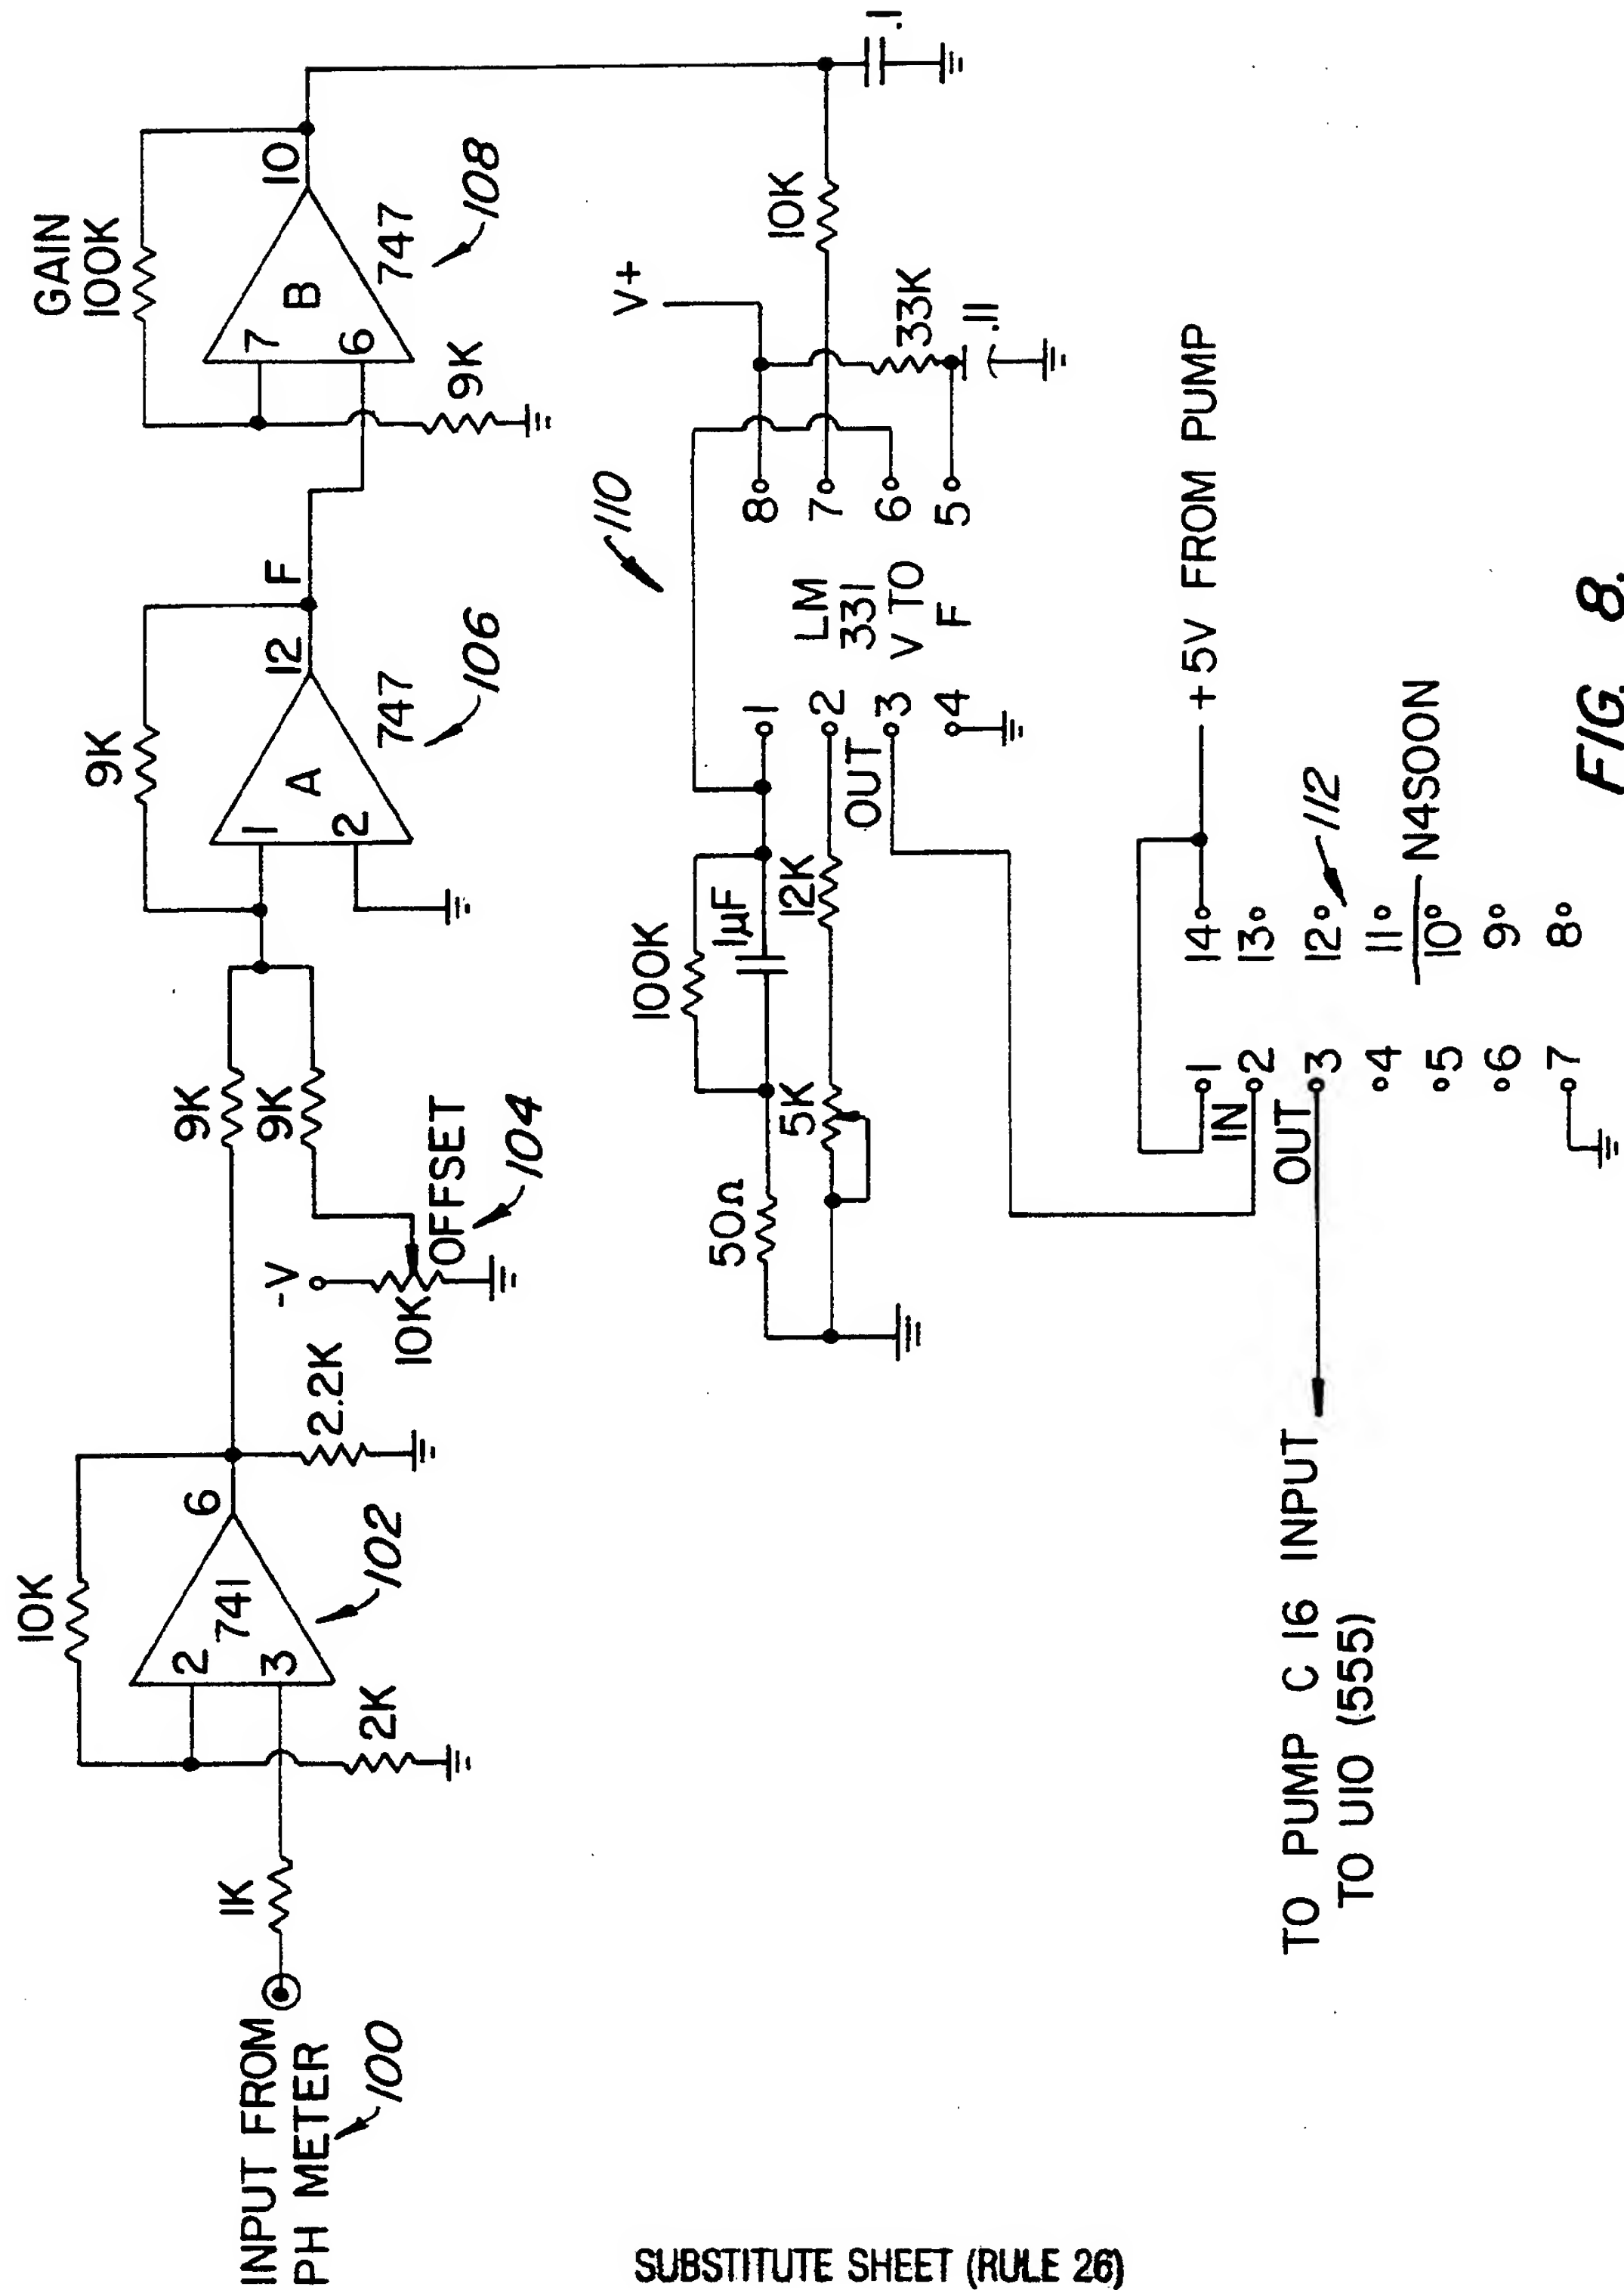 INPUT FROM
PH METER
100
1K
2K
10K
2
3
741
6
102
2.2K
-V
10K
OFFSET
104
9K
9K
9K
1
2
A
12
F
747
106
GAIN
100K
7
6
B
10
747
108
9K
.1
10K
V+
33K
.11
110
8
7
6
5
LM
331
V TO
F
1
2
3
4
OUT
100K
1µF
12K
5K
50Ω
+5V FROM PUMP
1
2
3
4
5
6
7
IN
OUT
14
13
12
11
10
9
8
112
N4S00N
TO PUMP C 16 INPUT
TO U10 (555)
FIG. 8.
SUBSTITUTE SHEET (RULE 26)